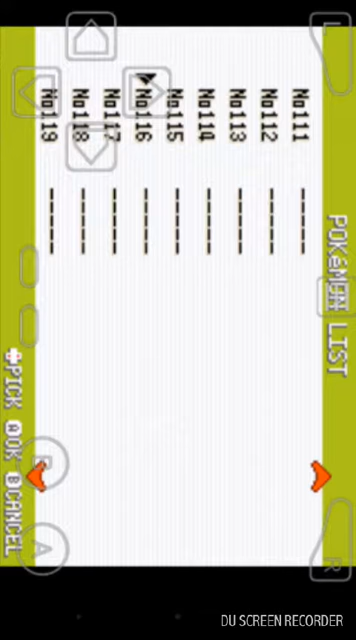 POKéMON LIST
No111 -----
No112 -----
No113 -----
No114 -----
No115 -----
No116 -----
No117 -----
No118 -----
No119 -----
PICK OK CANCEL
L
R
B
A
DU SCREEN RECORDER